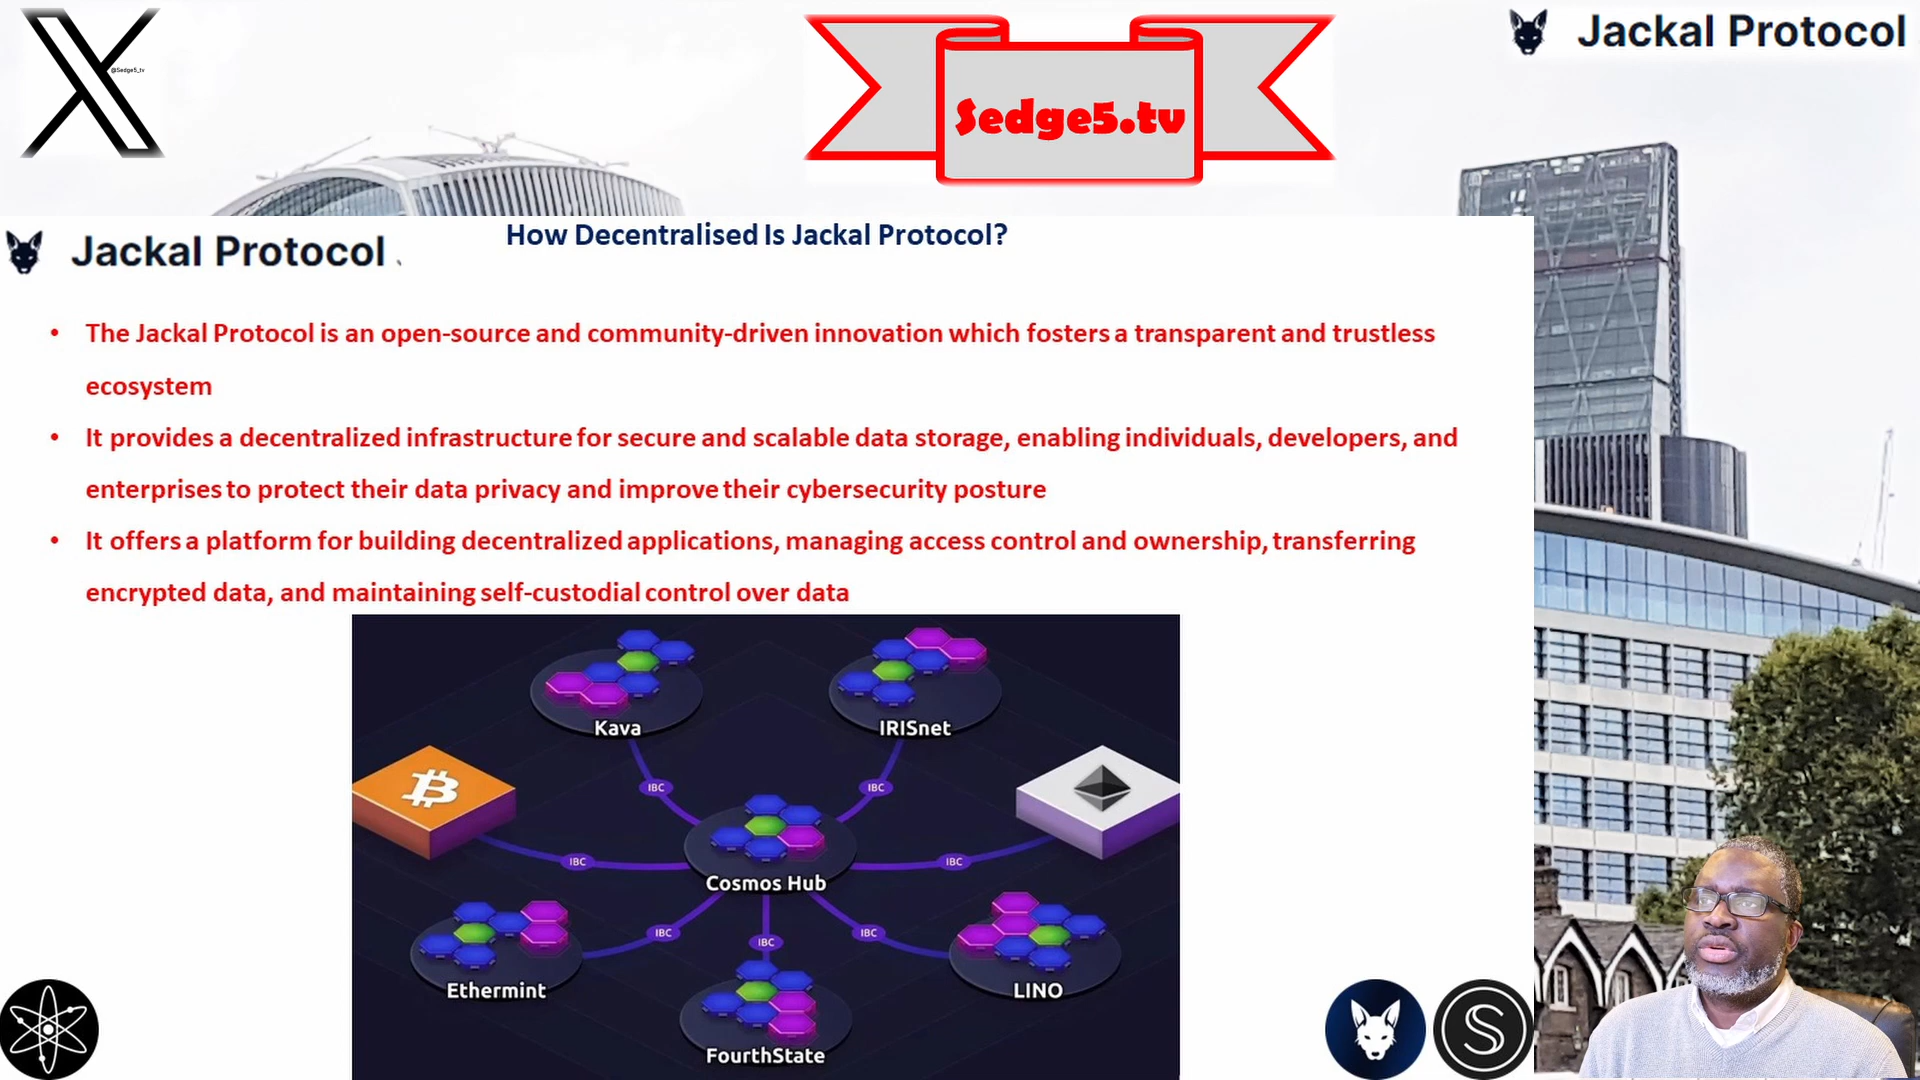 @Sedge5_tv
Sedge5.tv
Jackal Protocol
Jackal Protocol
How Decentralised Is Jackal Protocol?
• The Jackal Protocol is an open-source and community-driven innovation which fosters a transparent and trustless
ecosystem
• It provides a decentralized infrastructure for secure and scalable data storage, enabling individuals, developers, and
enterprises to protect their data privacy and improve their cybersecurity posture
• It offers a platform for building decentralized applications, managing access control and ownership, transferring
encrypted data, and maintaining self-custodial control over data
Kava
IRISnet
IBC
IBC
IBC
IBC
Cosmos Hub
IBC
IBC
IBC
Ethermint
LINO
FourthState